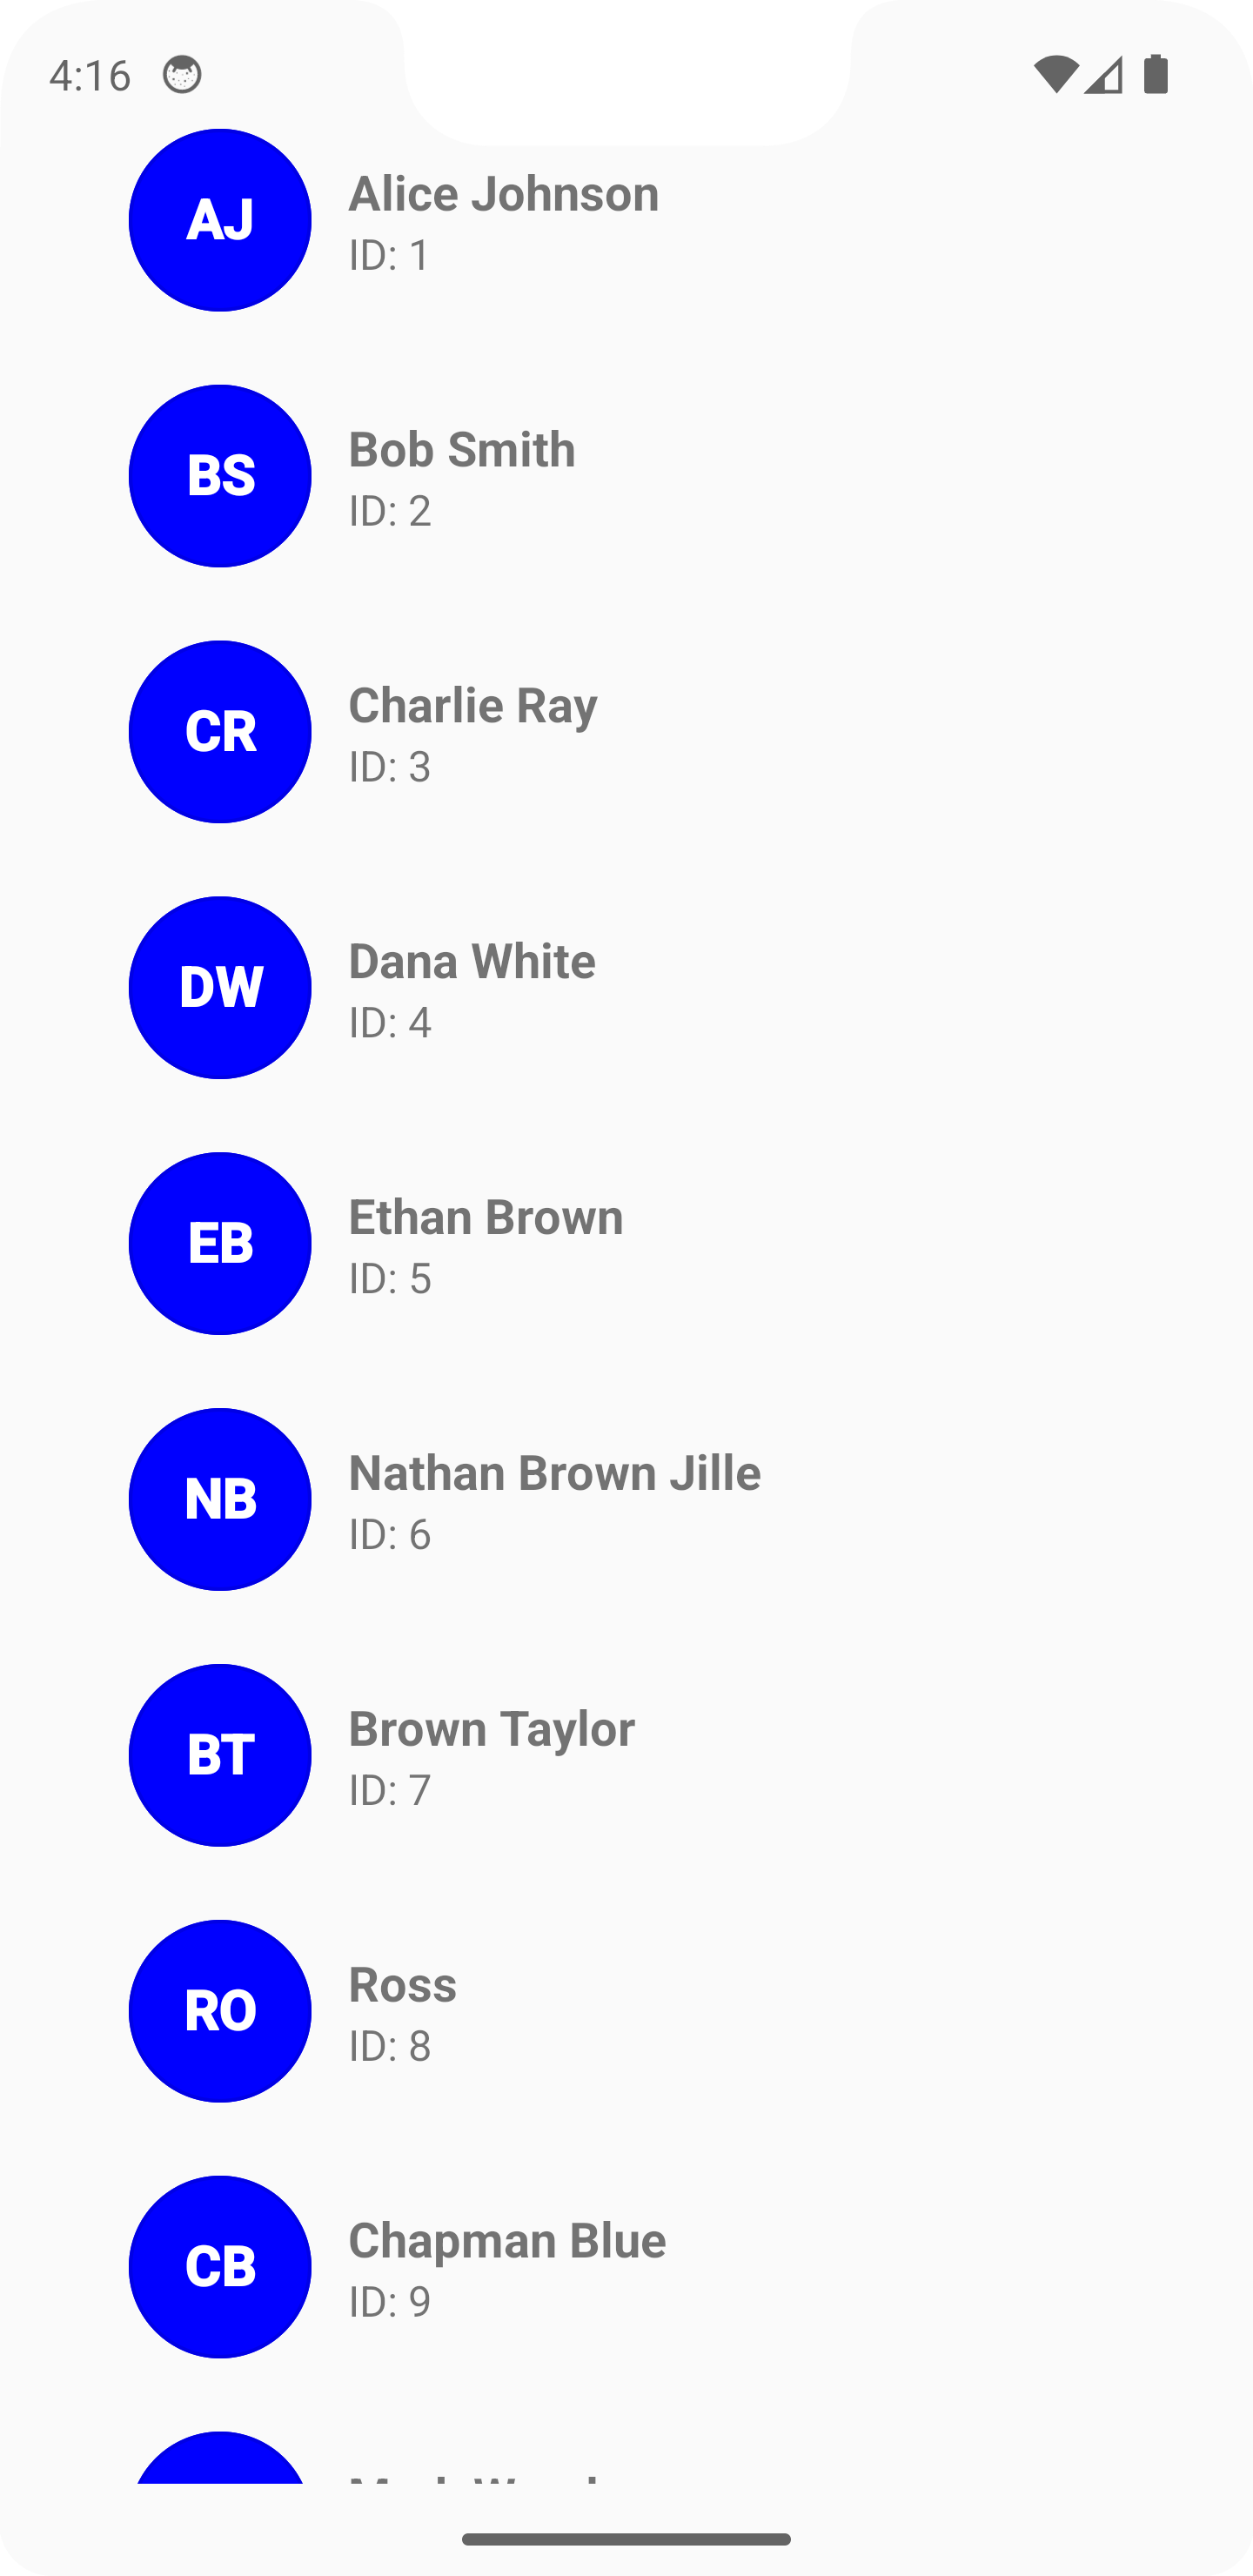 4:16
AJ
Alice Johnson
ID: 1
BS
Bob Smith
ID: 2
CR
Charlie Ray
ID: 3
DW
Dana White
ID: 4
EB
Ethan Brown
ID: 5
NB
Nathan Brown Jille
ID: 6
BT
Brown Taylor
ID: 7
RO
Ross
ID: 8
CB
Chapman Blue
ID: 9